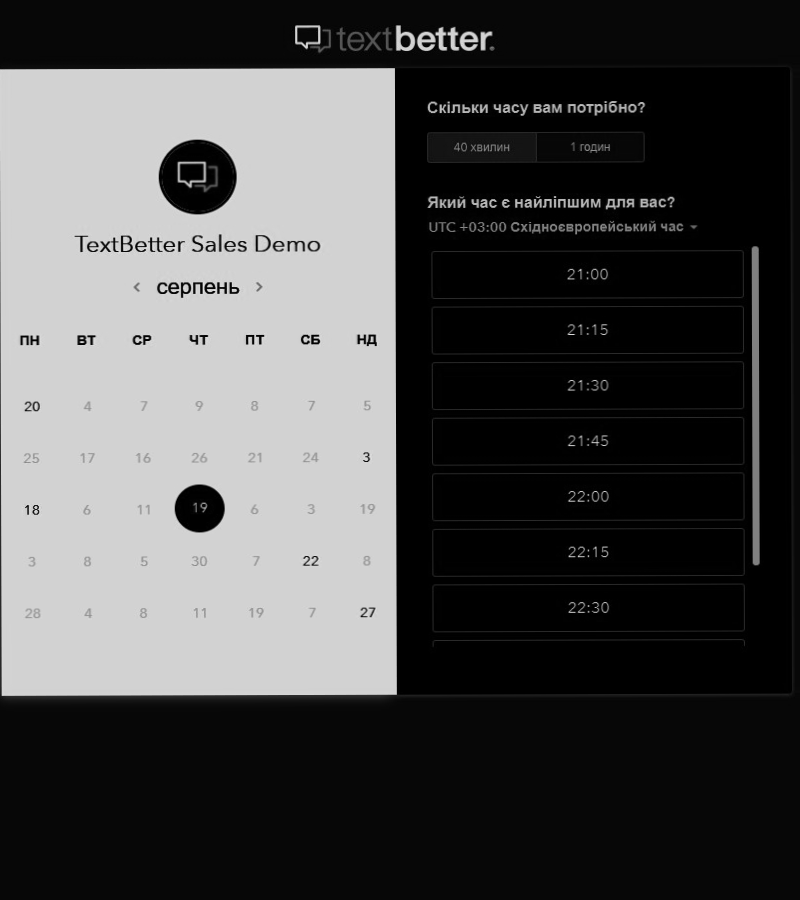 textbetter.
TextBetter Sales Demo
серпень
ПН ВТ СР ЧТ ПТ СБ НД
20 4 7 9 8 7 5
25 17 16 26 21 24 3
18 6 11 19 6 3 19
3 8 5 30 7 22 8
28 4 8 11 19 7 27
Скільки часу вам потрібно?
40 хвилин 1 годин
Який час є найліпшим для вас?
UTC +03:00 Східноєвропейський час
21:00
21:15
21:30
21:45
22:00
22:15
22:30